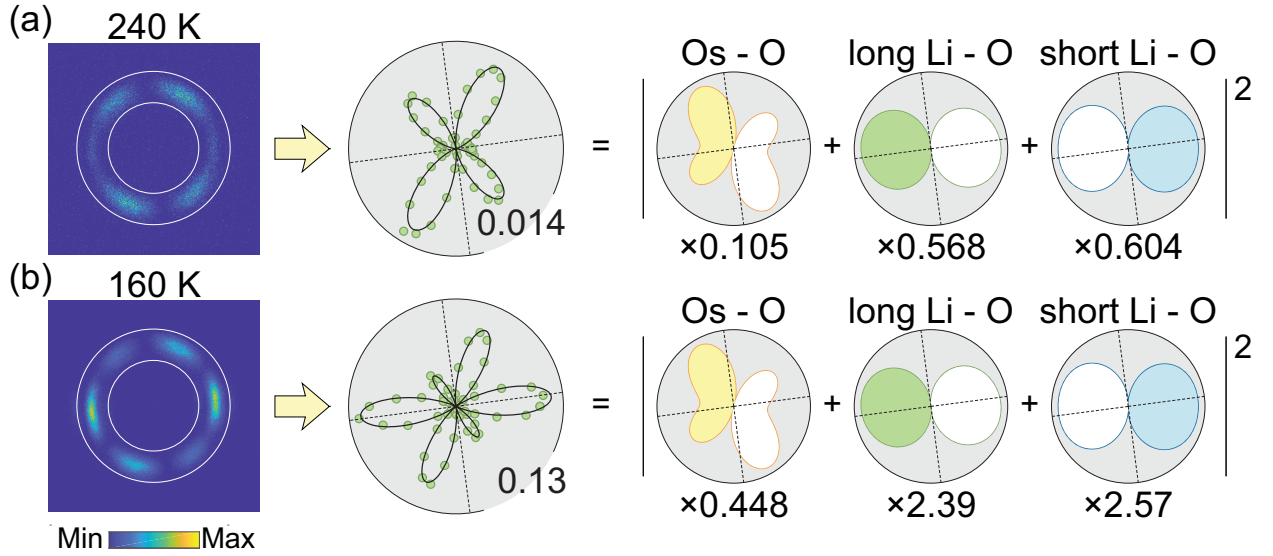 (a)
240 K
0.014
=
Os - O
+
long Li - O
+
short Li - O
2
×0.105
×0.568
×0.604
(b)
160 K
0.13
=
Os - O
+
long Li - O
+
short Li - O
2
×0.448
×2.39
×2.57
Min
Max